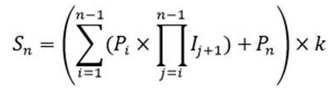 $$S_n = \left( \sum_{i=1}^{n-1} (P_i \times \prod_{j=i}^{n-1} I_{j+1}) + P_n \right) \times k$$